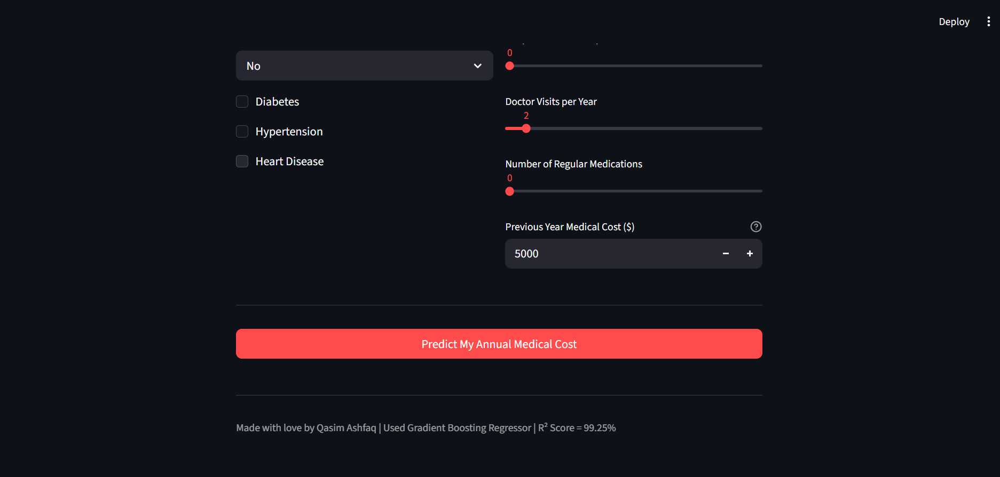 Deploy
No
Diabetes
Hypertension
Heart Disease
0
Doctor Visits per Year
2
Number of Regular Medications
0
Previous Year Medical Cost ($)
5000
Predict My Annual Medical Cost
Made with love by Qasim Ashfaq | Used Gradient Boosting Regressor | R² Score = 99.25%